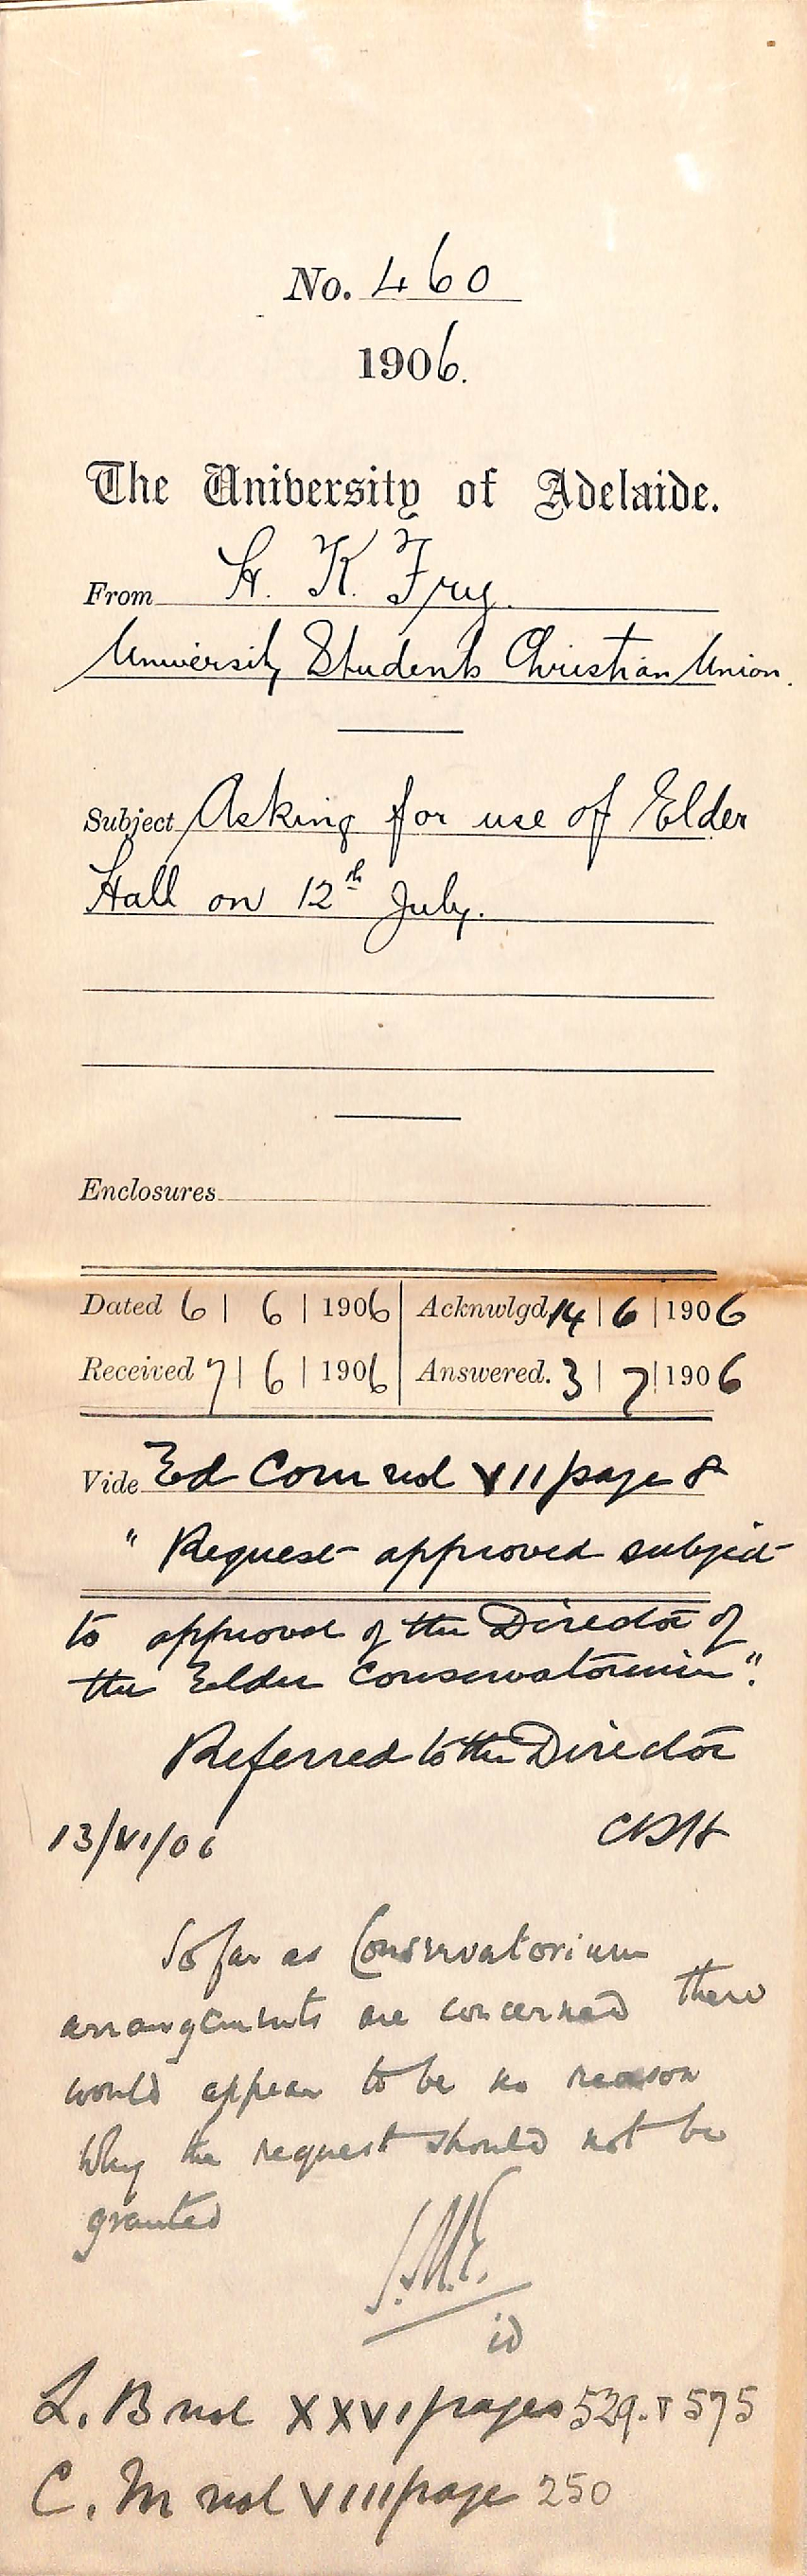 No. 460
1906.
The University of Adelaide.
From H. K. Fry.
University Students Christian Union.
Subject Asking for use of Elder
Hall on 12th July.
Enclosures
Dated 6 | 6 | 1906 Acknwlgd 14 | 6 | 1906
Received 7 | 6 | 1906 Answered. 3 | 7 | 1906
Vide Ed Com vol VII page 8
" Request approved subject
to approval of the Director of
the Elder Conservatorium".
Referred to the Director
13/VI/06 CRH
So far as Conservatorium
arrangements are concerned there
would appear to be no reason
why the request should not be
granted
J.M.E.
L. B vol XXVI pages 529. & 575
C. M vol VIII page 250